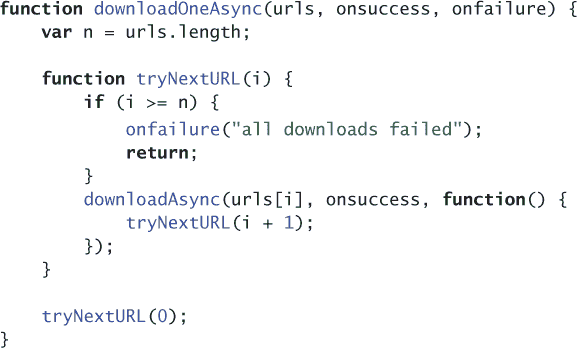 function downloadOneAsync(urls, onsuccess, onfailure) {
    var n = urls.length;

    function tryNextURL(i) {
        if (i >= n) {
            onfailure("all downloads failed");
            return;
        }
        downloadAsync(urls[i], onsuccess, function() {
            tryNextURL(i + 1);
        });
    }

    tryNextURL(0);
}